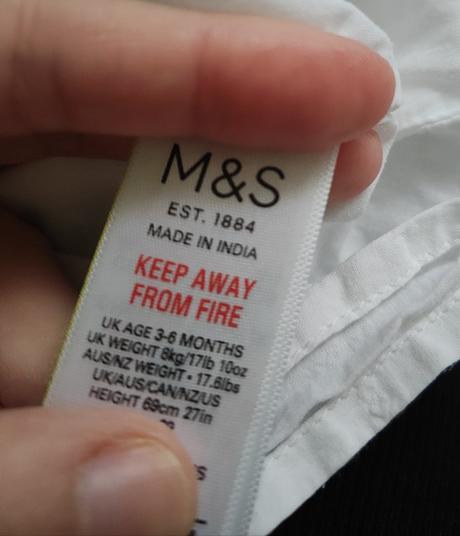 M&S
EST. 1884
MADE IN INDIA
KEEP AWAY
FROM FIRE
UK AGE 3-6 MONTHS
UK WEIGHT 8kg/17lb 10oz
AUS/NZ WEIGHT • 17.6lbs
UK/AUS/CAN/NZ/US
HEIGHT 69cm 27in